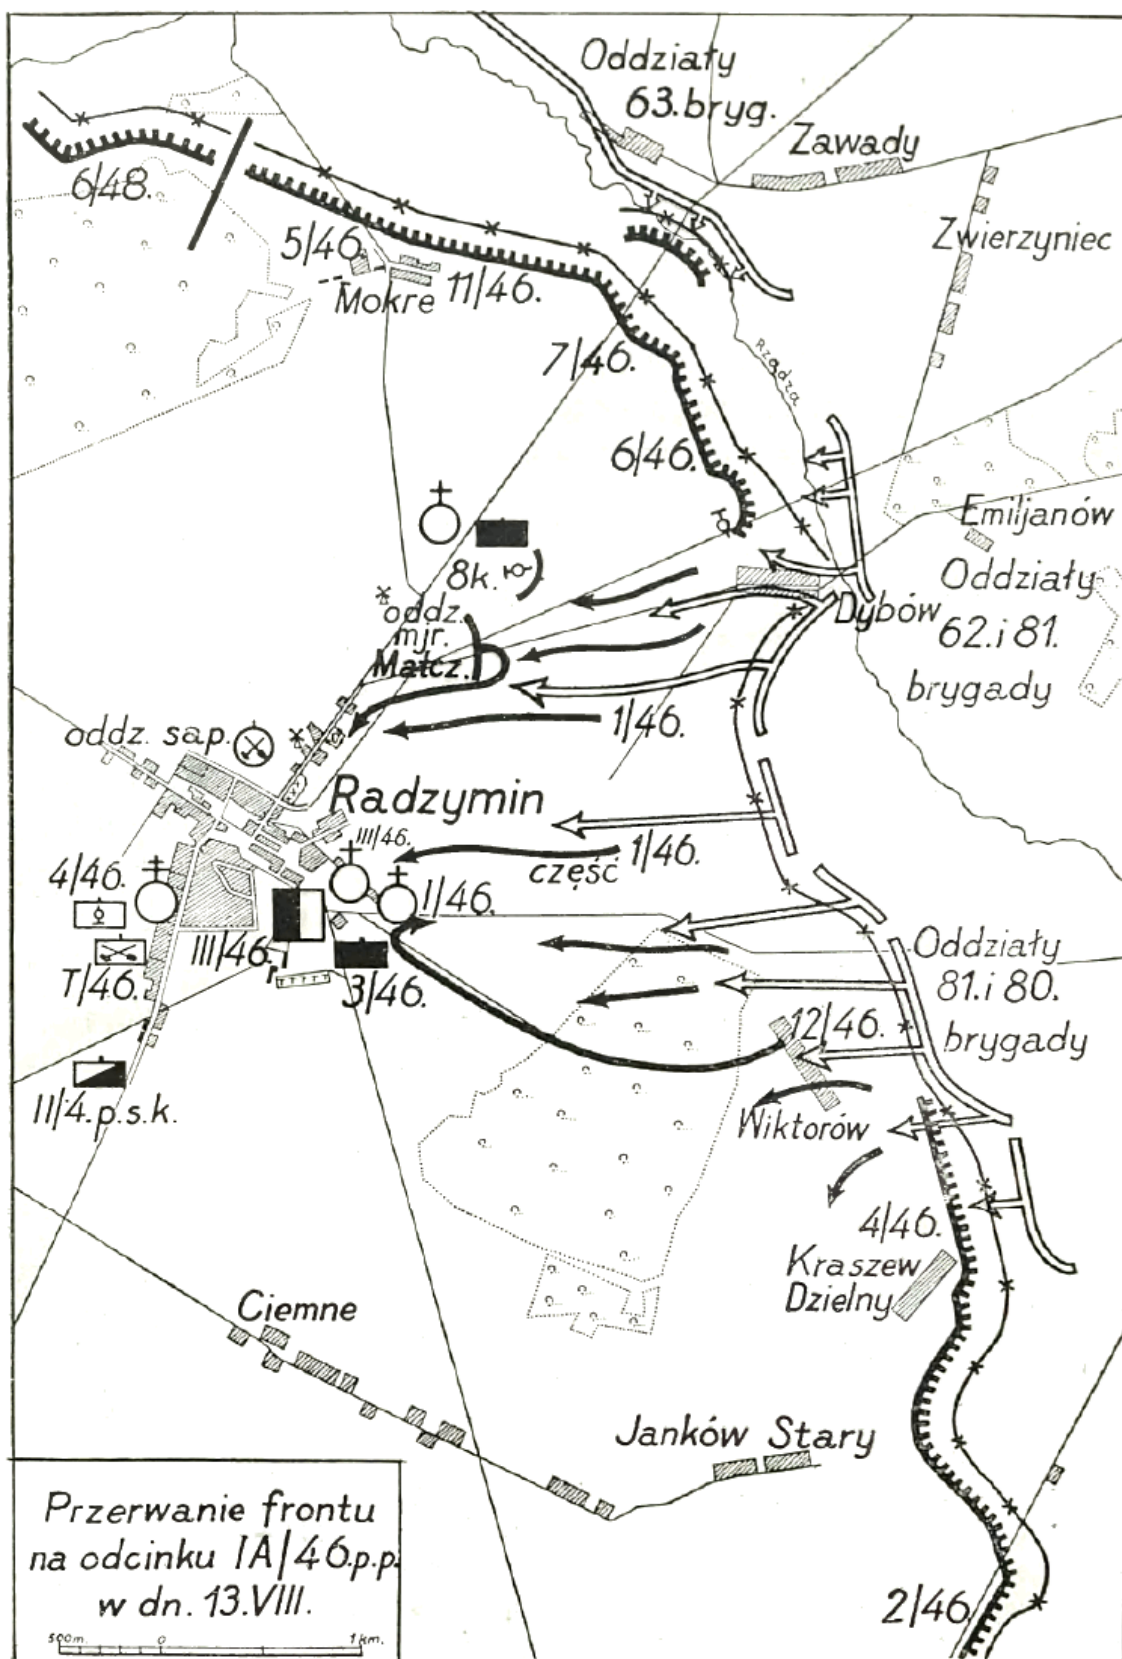 Oddziały
63.bryg.
Zawady
6/48.
Zwierzyniec
5/46.
Mokre
11/46.
7/46.
Rządza
6/46.
Emiljanów
8k.
Oddziały
62.i 81.
brygady
Dybów
oddz.
mjr.
Matcz.
1/46.
oddz. sap.
Radzymin
III/46.
1/46.
część
4/46.
I/46.
III/46.
T/46.
3/46.
Oddziały
81.i 80.
brygady
12/46.
II/4.p.s.k.
Wiktorów
4/46.
Kraszew
Dzielny
Ciemne
Janków Stary
2/46
Przerwanie frontu
na odcinku IA/46.p.p.
w dn. 13.VIII.
500m. 0 1km.